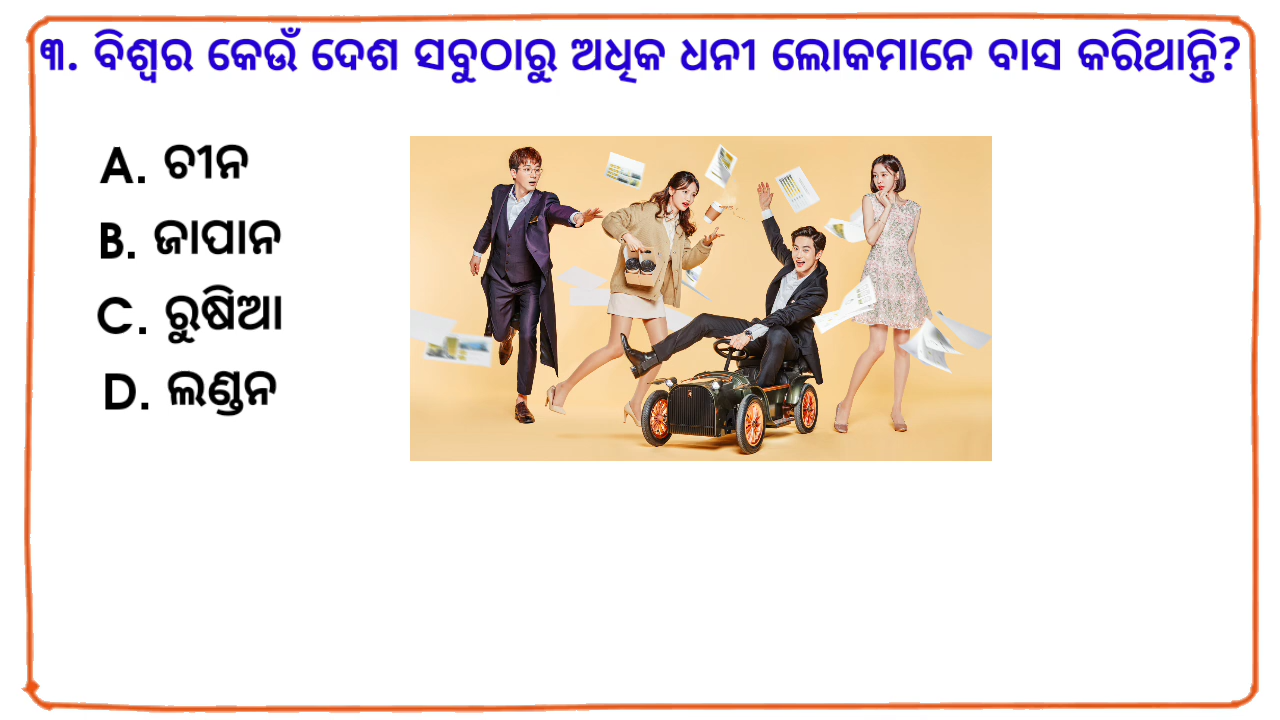 ୩. ବିଶ୍ୱର କେଉଁ ଦେଶ ସବୁଠାରୁ ଅଧିକ ଧନୀ ଲୋକମାନେ ବାସ କରିଥାନ୍ତି?
A. ଚୀନ
B. ଜାପାନ
C. ରୁଷିଆ
D. ଲଣ୍ଡନ